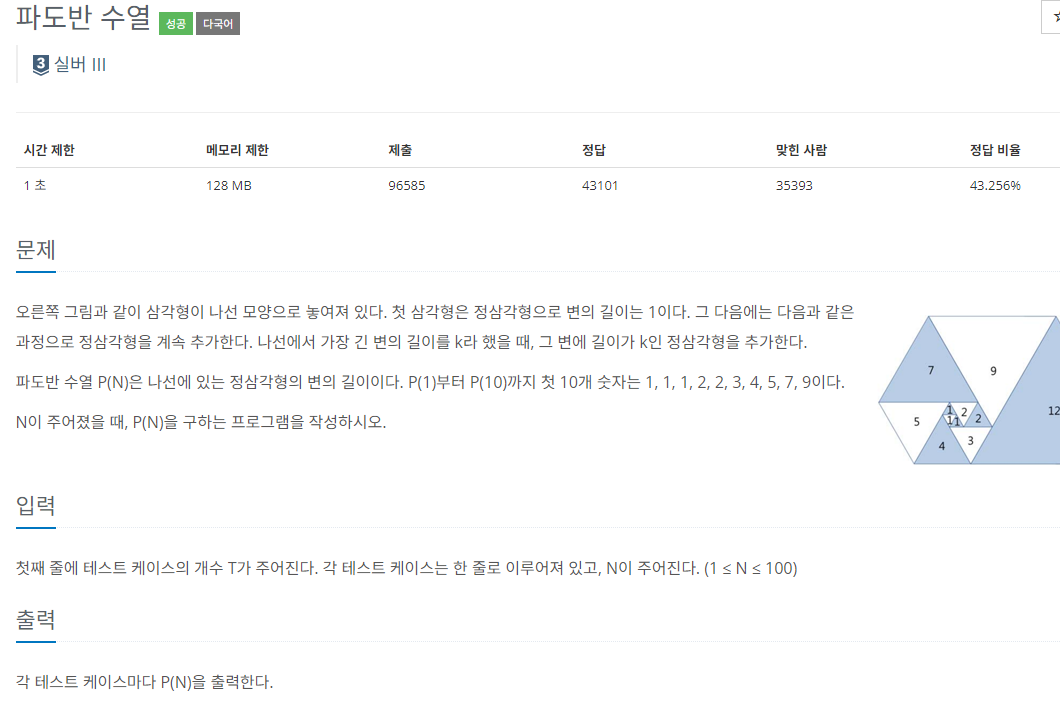 파도반 수열 성공 다국어
3 실버 III
시간 제한 메모리 제한 제출 정답 맞힌 사람 정답 비율
1 초 128 MB 96585 43101 35393 43.256%
문제
오른쪽 그림과 같이 삼각형이 나선 모양으로 놓여져 있다. 첫 삼각형은 정삼각형으로 변의 길이는 1이다. 그 다음에는 다음과 같은
과정으로 정삼각형을 계속 추가한다. 나선에서 가장 긴 변의 길이를 k라 했을 때, 그 변에 길이가 k인 정삼각형을 추가한다.
파도반 수열 P(N)은 나선에 있는 정삼각형의 변의 길이이다. P(1)부터 P(10)까지 첫 10개 숫자는 1, 1, 1, 2, 2, 3, 4, 5, 7, 9이다.
N이 주어졌을 때, P(N)을 구하는 프로그램을 작성하시오.
7 9
1 2 12
5 1 1 2
4 3
입력
첫째 줄에 테스트 케이스의 개수 T가 주어진다. 각 테스트 케이스는 한 줄로 이루어져 있고, N이 주어진다. (1 ≤ N ≤ 100)
출력
각 테스트 케이스마다 P(N)을 출력한다.